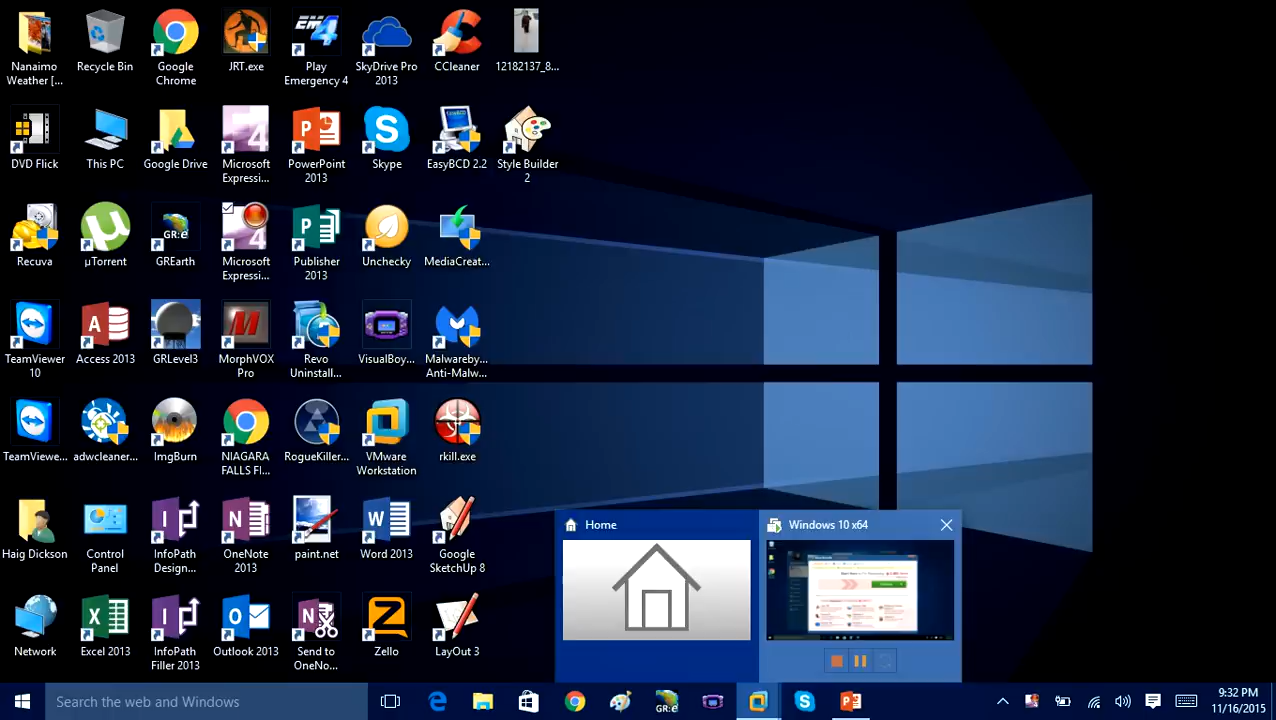 Nanaimo
Weather [...
Recycle Bin
Google
Chrome
JRT.exe
EM4
Play
Emergency 4
SkyDrive Pro
2013
CCleaner
12182137_8...
DVD Flick
This PC
Google Drive
4
Microsoft
Expressi...
PowerPoint
2013
Skype
EasyBCD 2.2
Style Builder
2
Recuva
µTorrent
GR:e
GREarth
4
Microsoft
Expressi...
Publisher
2013
Unchecky
MediaCreat...
TeamViewer
10
Access 2013
GRLevel3
MorphVOX
Pro
Revo
Uninstall...
VisualBoy...
Malwareby...
Anti-Malw...
TeamViewe...
adwcleaner...
ImgBurn
NIAGARA
FALLS FI...
RogueKiller...
VMware
Workstation
rkill.exe
Haig Dickson
Control
Panel
InfoPath
Design...
OneNote
2013
paint.net
Word 2013
Google
SketchUp 8
Home
Windows 10 x64
Network
Excel 2013
InfoPath
Filler 2013
Outlook 2013
Send to
OneNo...
Zello
LayOut 3
Search the web and Windows
GR:e
9:32 PM
11/16/2015